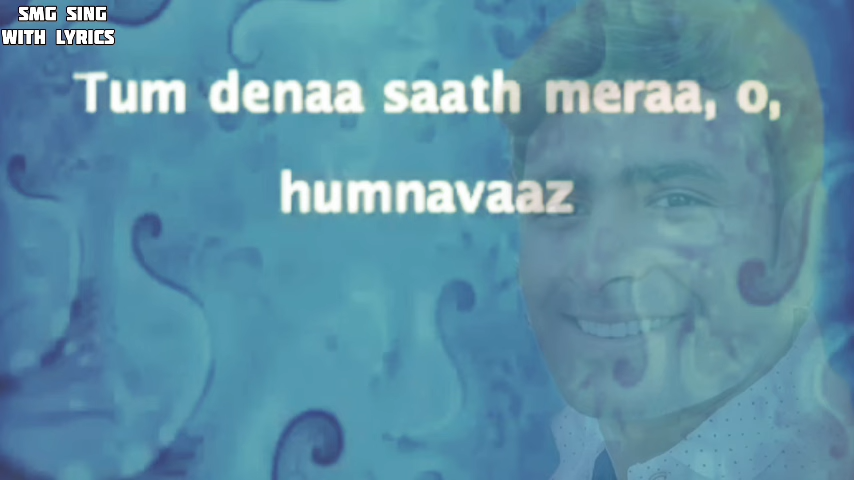 SMG SING
WITH LYRICS
Tum denaa saath meraa, o,
humnavaaz